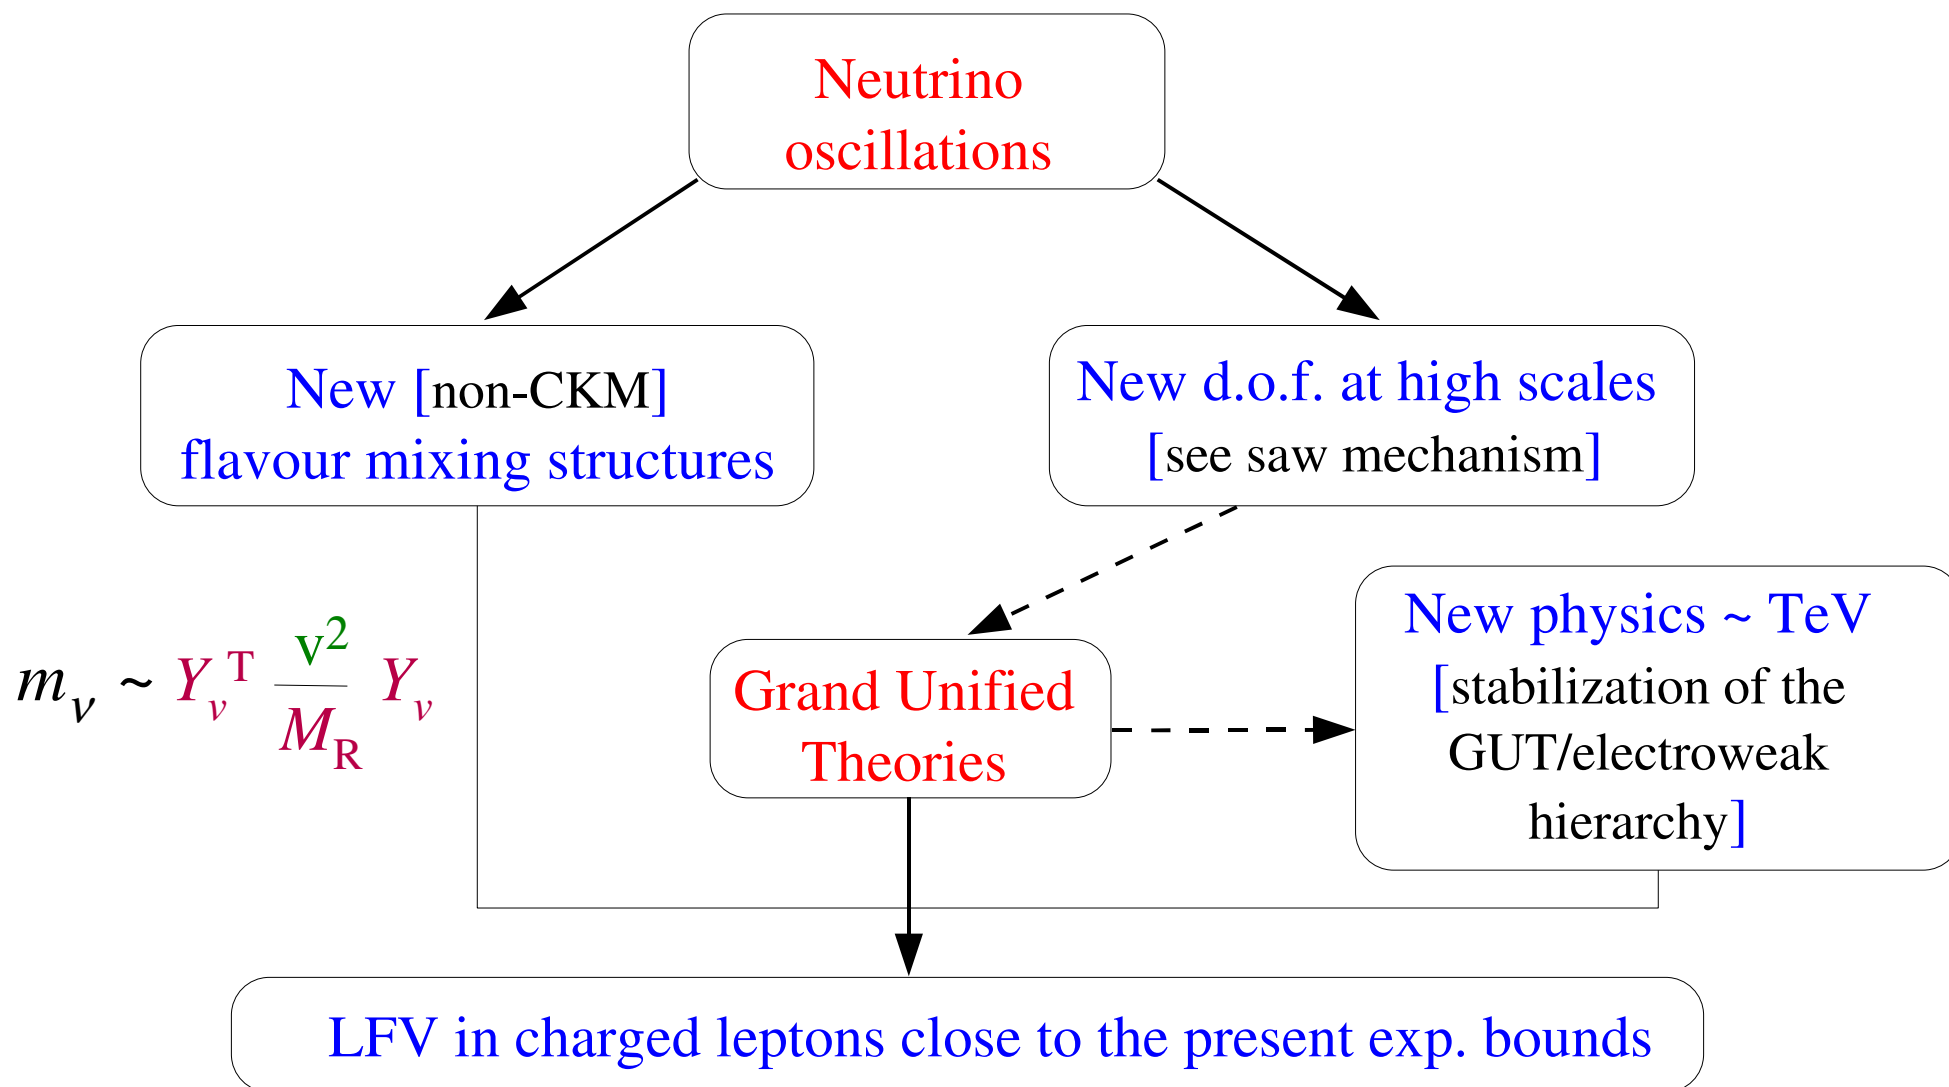 Neutrino
oscillations
New [non-CKM]
flavour mixing structures
New d.o.f. at high scales
[see saw mechanism]
m_ν ~ Y_ν^T v^2/M_R Y_ν
Grand Unified
Theories
New physics ~ TeV
[stabilization of the
GUT/electroweak
hierarchy]
LFV in charged leptons close to the present exp. bounds